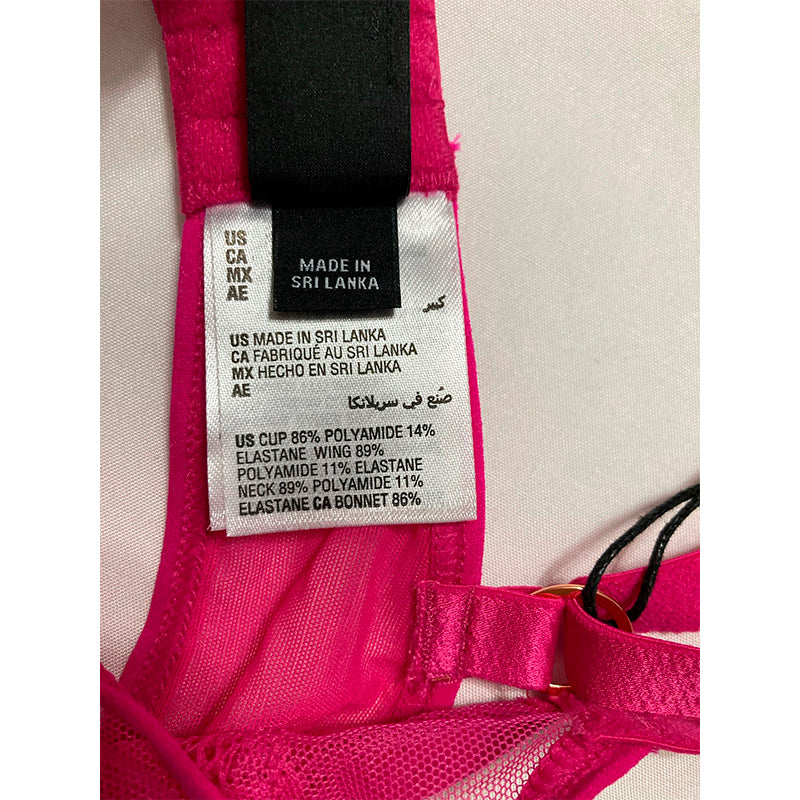 US
CA
MX
AE
MADE IN
SRI LANKA
كس
US MADE IN SRI LANKA
CA FABRIQUÉ AU SRI LANKA
MX HECHO EN SRI LANKA
AE
صُنع في سريلانكا
US CUP 86% POLYAMIDE 14%
ELASTANE WING 89%
POLYAMIDE 11% ELASTANE
NECK 89% POLYAMIDE 11%
ELASTANE CA BONNET 86%